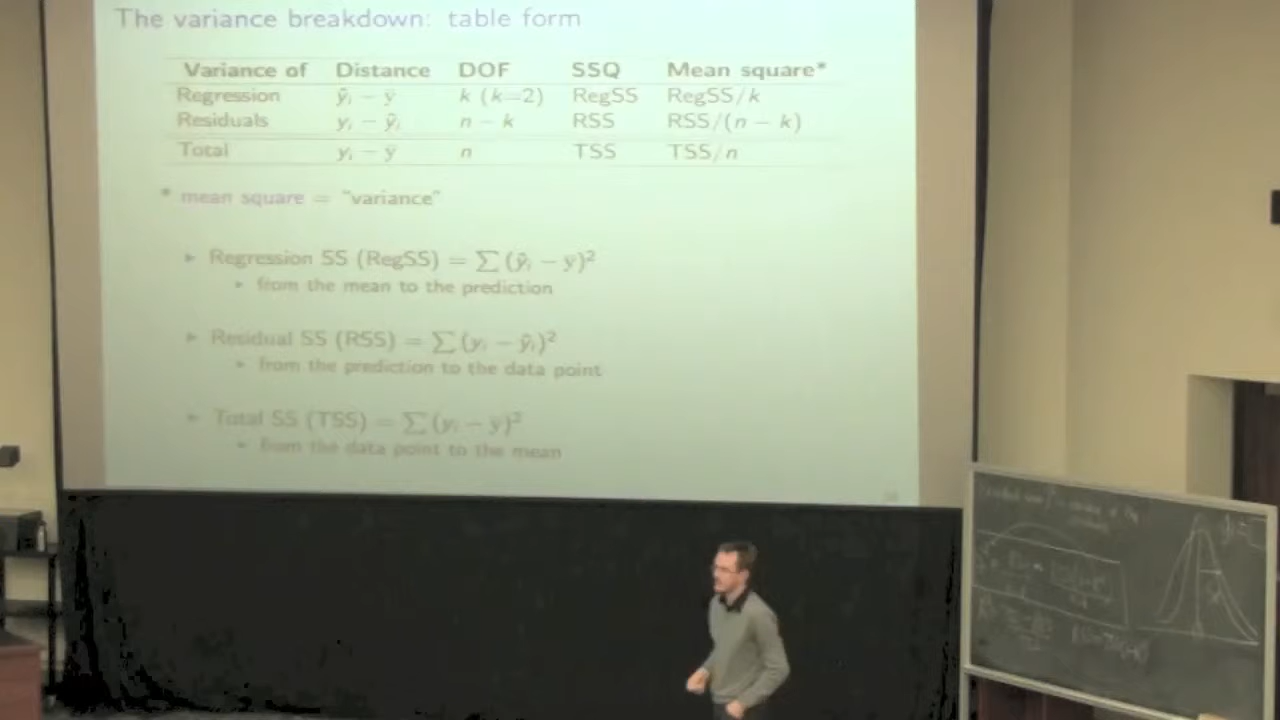 The variance breakdown: table form
Variance of Distance DOF SSQ Mean square*
Regression ŷᵢ − ȳ k (k=2) RegSS RegSS/k
Residuals yᵢ − ŷᵢ n − k RSS RSS/(n − k)
Total yᵢ − ȳ n TSS TSS/n
* mean square = "variance"
▸ Regression SS (RegSS) = ∑(ŷᵢ − ȳ)²
▸ from the mean to the prediction
▸ Residual SS (RSS) = ∑(yᵢ − ŷᵢ)²
▸ from the prediction to the data point
▸ Total SS (TSS) = ∑(yᵢ − ȳ)²
▸ from the data point to the mean